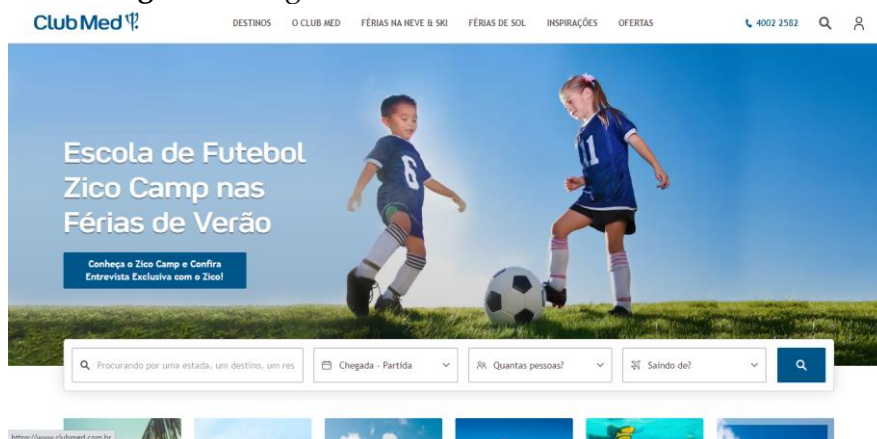 Club Med
DESTINOS O CLUB MED FÉRIAS NA NEVE & SKI FÉRIAS DE SOL INSPIRAÇÕES OFERTAS 4002 2582
Escola de Futebol
Zico Camp nas
Férias de Verão
6
11
Conheça o Zico Camp e Confira
Entrevista Exclusiva com o Zico!
Procurando por uma estada, um destino, um res
Chegada - Partida
Quantas pessoas?
Saindo de?
https://www.clubmed.com.br